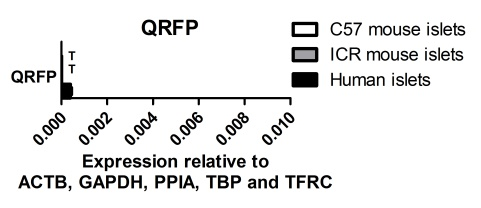 QRFP
C57 mouse islets
ICR mouse islets
Human islets
T
QRFP T
0.000 0.002 0.004 0.006 0.008 0.010
Expression relative to
ACTB, GAPDH, PPIA, TBP and TFRC